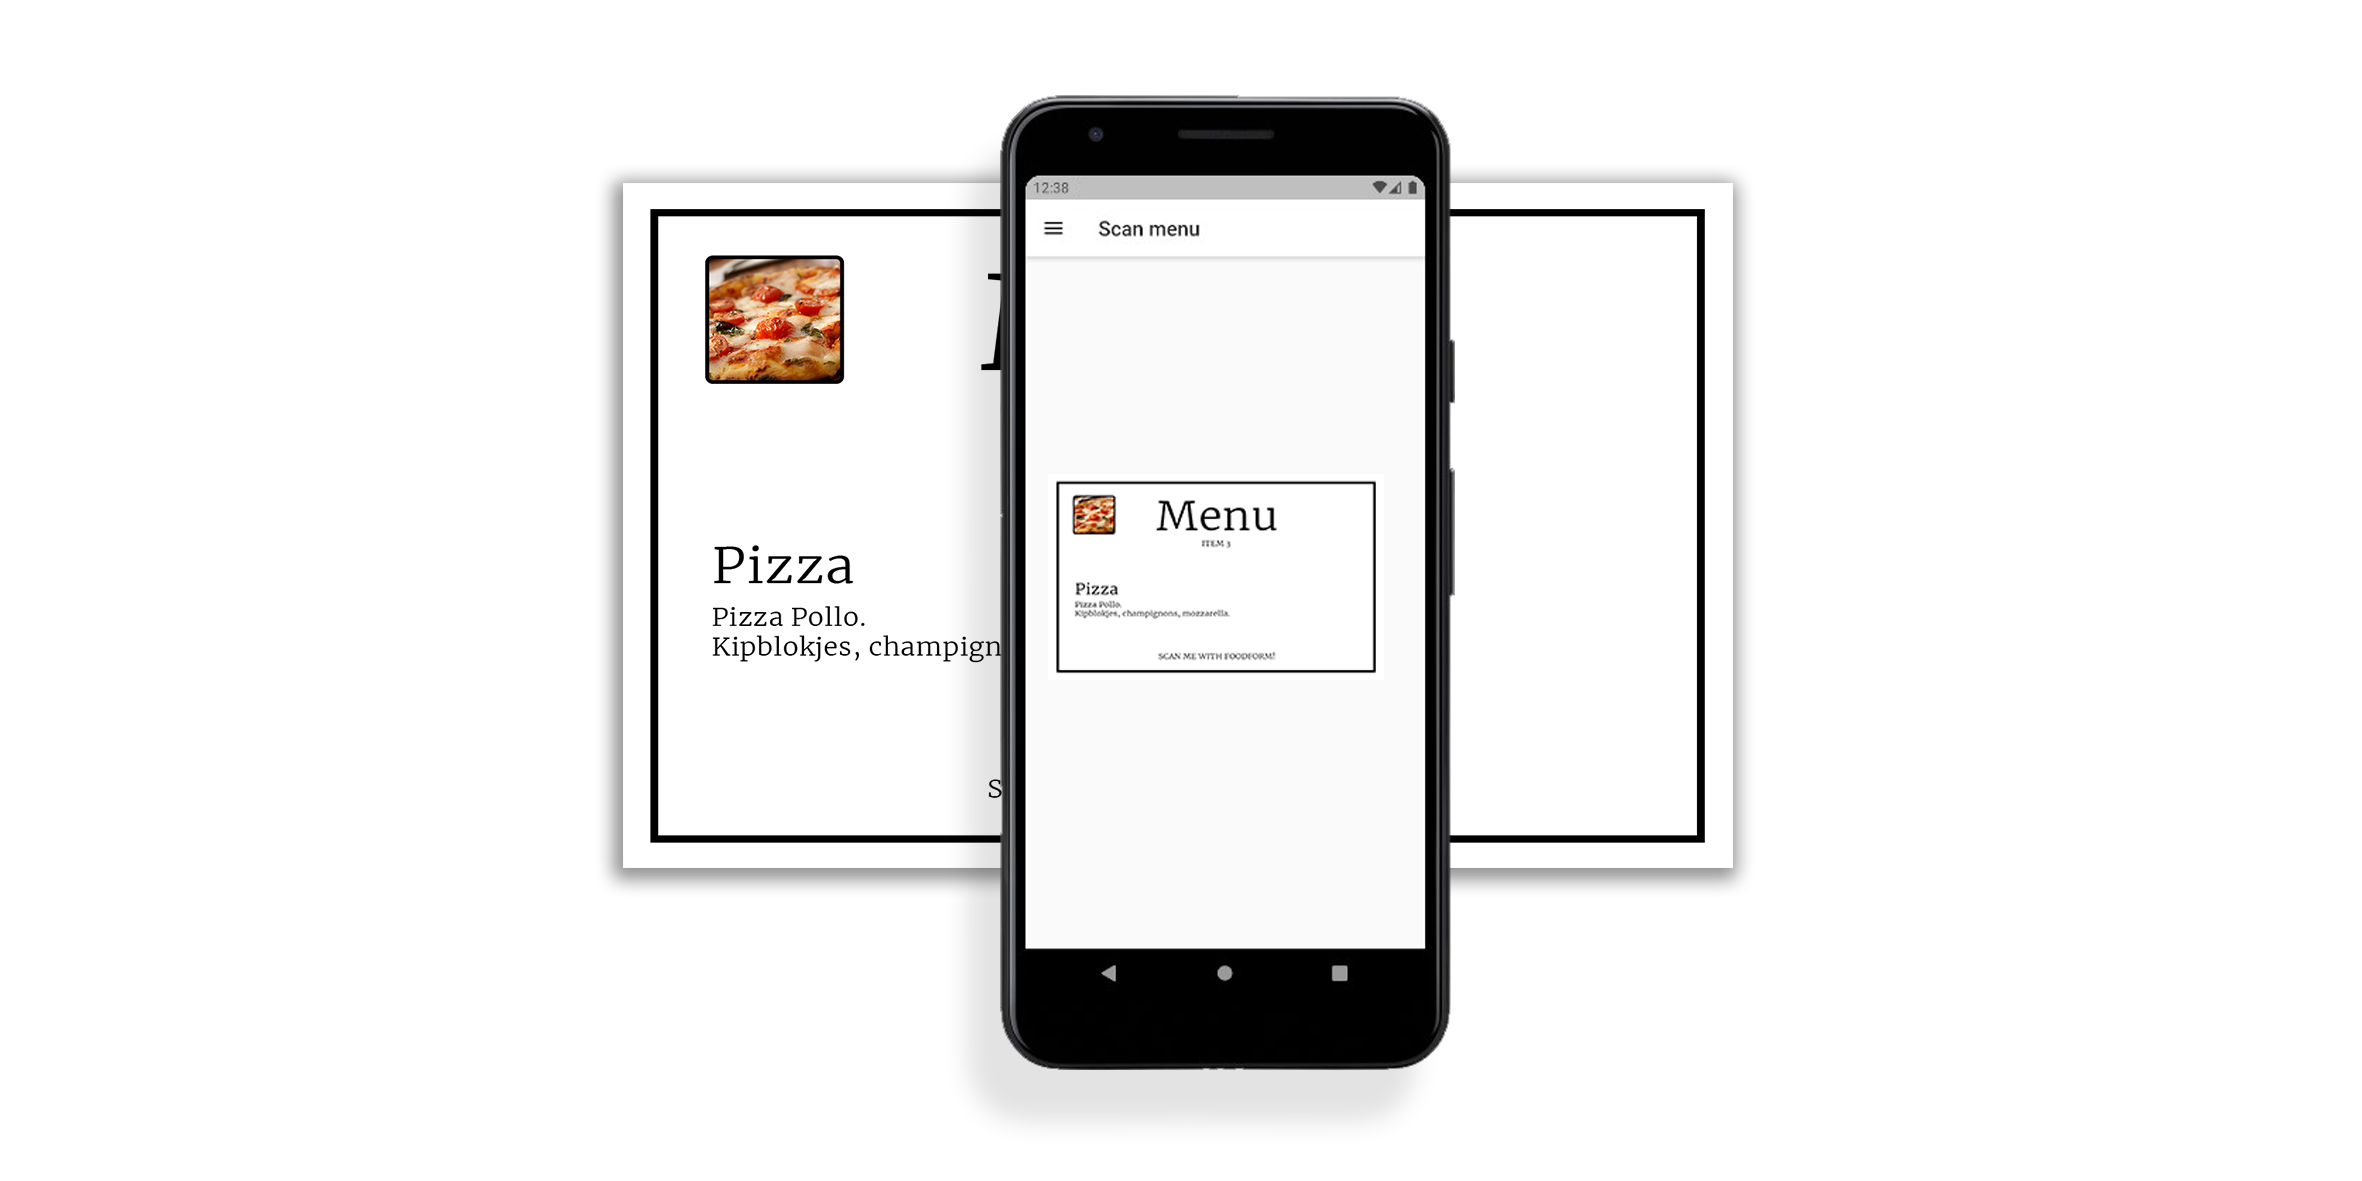 12:38
Scan menu
Menu
ITEM 3
Pizza
Pizza Pollo.
Kipblokjes, champignons, mozzarella.
SCAN ME WITH FOODFORM!
Pizza
Pizza Pollo.
Kipblokjes, champign
S